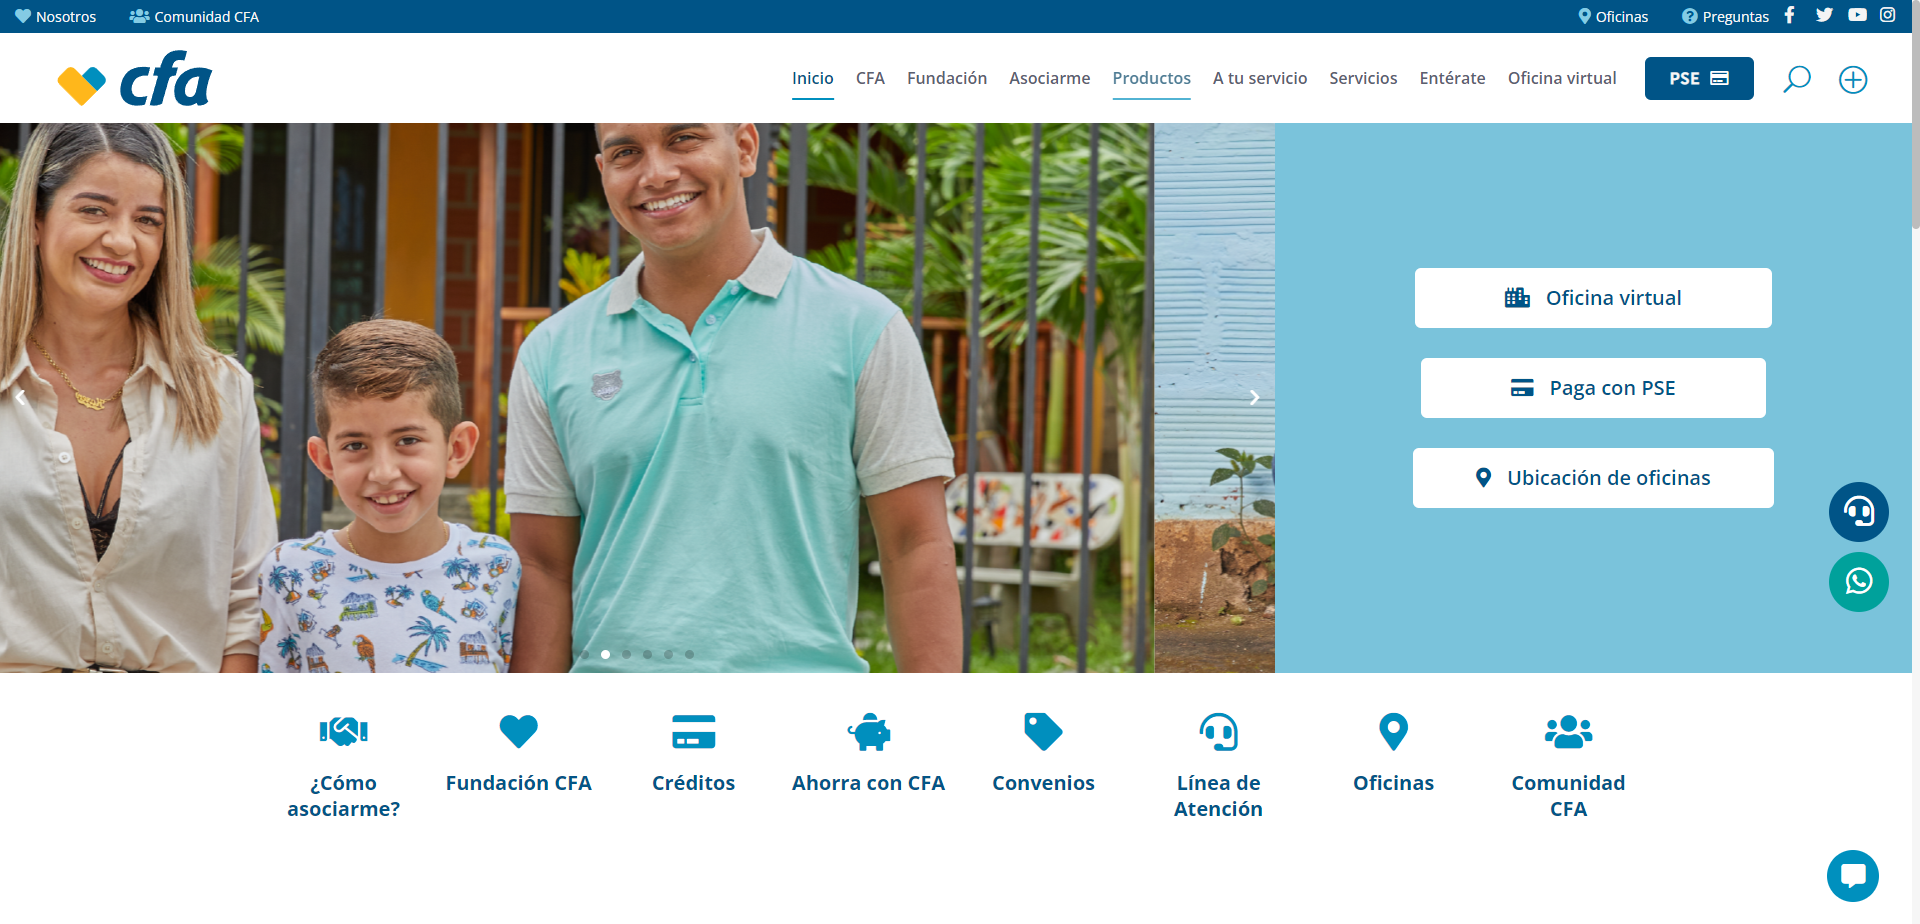 Nosotros
Comunidad CFA
Oficinas
Preguntas
cfa
Inicio
CFA
Fundación
Asociarme
Productos
A tu servicio
Servicios
Entérate
Oficina virtual
PSE
Oficina virtual
Paga con PSE
Ubicación de oficinas
¿Cómo
asociarme?
Fundación CFA
Créditos
Ahorra con CFA
Convenios
Línea de
Atención
Oficinas
Comunidad
CFA